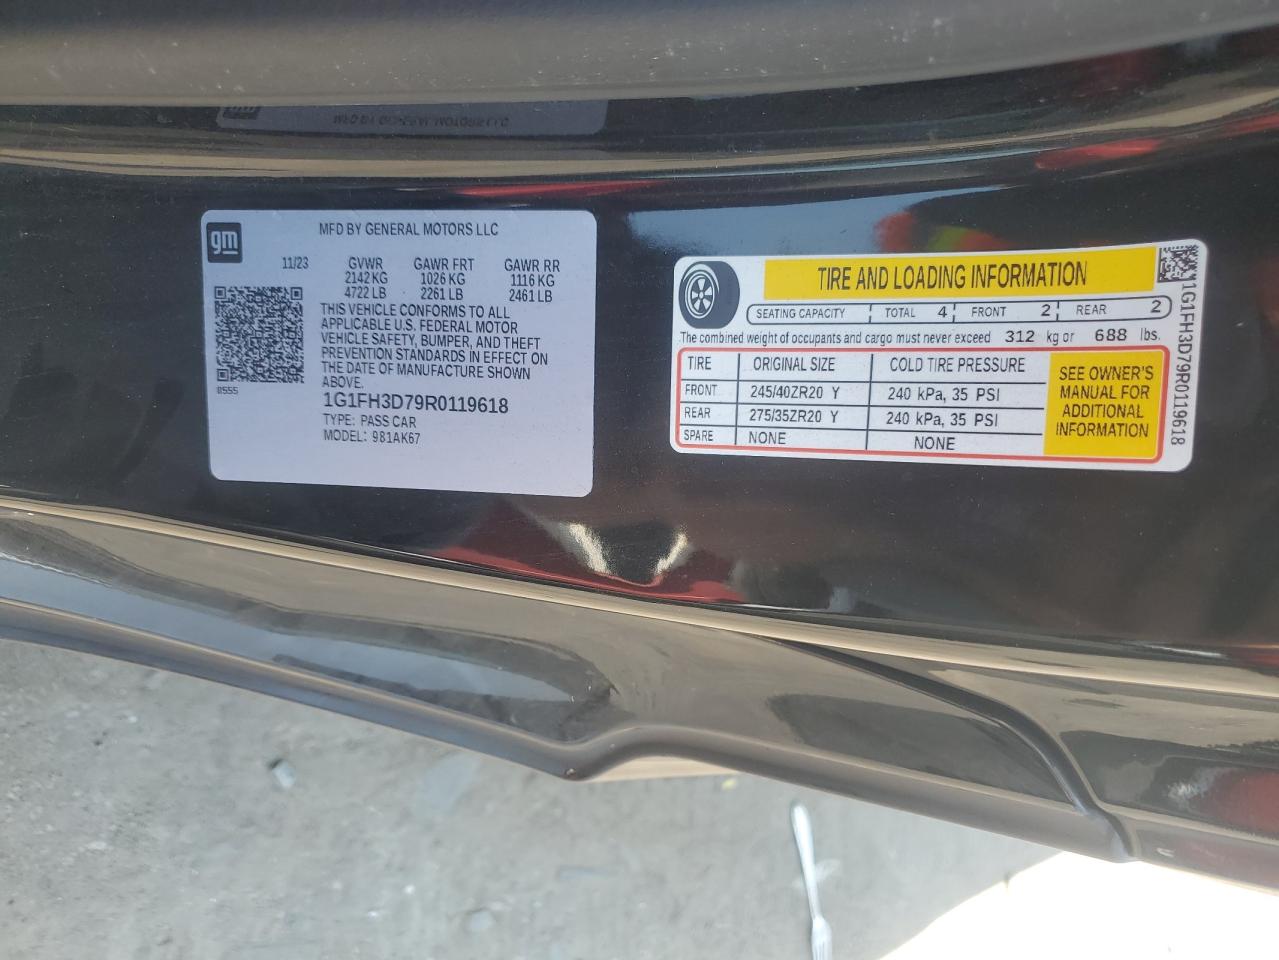 gm
MFD BY GENERAL MOTORS LLC
11/23 GVWR GAWR FRT GAWR RR
2142 KG 1026 KG 1116 KG
4722 LB 2261 LB 2461 LB
THIS VEHICLE CONFORMS TO ALL
APPLICABLE U.S. FEDERAL MOTOR
VEHICLE SAFETY, BUMPER, AND THEFT
PREVENTION STANDARDS IN EFFECT ON
THE DATE OF MANUFACTURE SHOWN
ABOVE.
1G1FH3D79R0119618
TYPE: PASS CAR
MODEL: 981AK67
TIRE AND LOADING INFORMATION
SEATING CAPACITY TOTAL 4 FRONT 2 REAR 2
The combined weight of occupants and cargo must never exceed 312 kg or 688 lbs.
TIRE ORIGINAL SIZE COLD TIRE PRESSURE
FRONT 245/40ZR20 Y 240 kPa, 35 PSI
REAR 275/35ZR20 Y 240 kPa, 35 PSI
SPARE NONE NONE
SEE OWNER'S
MANUAL FOR
ADDITIONAL
INFORMATION
1G1FH3D79R0119618